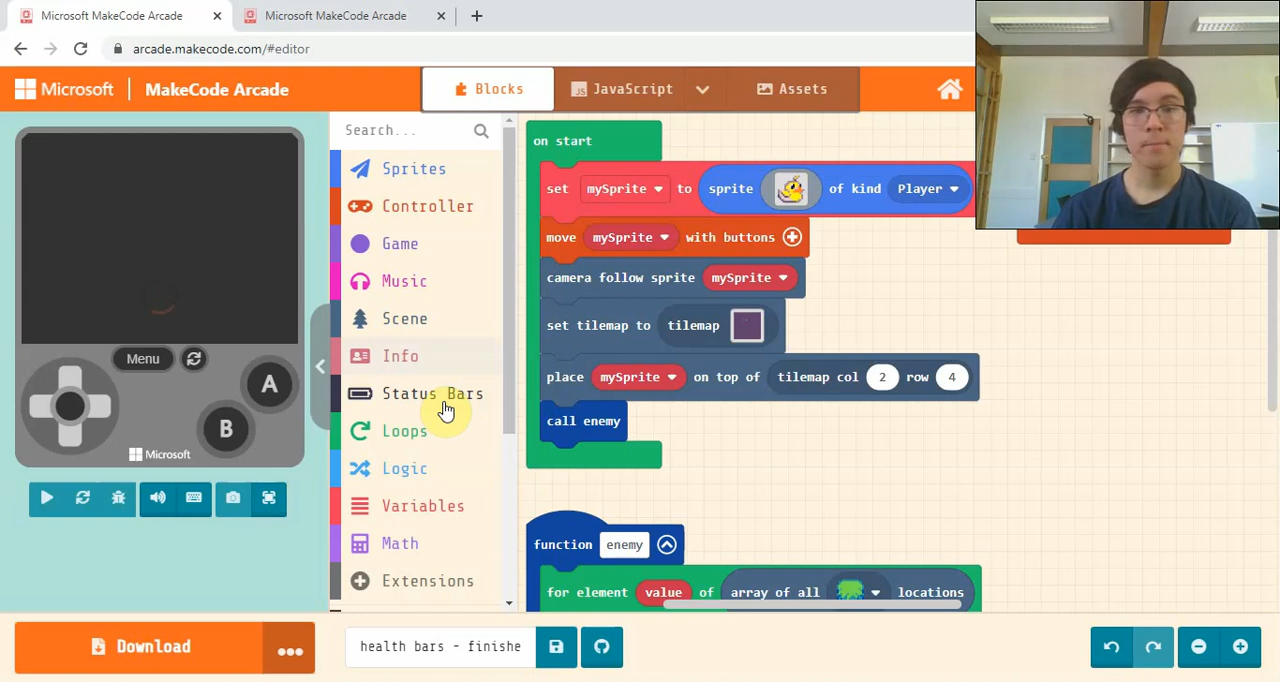 Microsoft MakeCode Arcade
Microsoft MakeCode Arcade
arcade.makecode.com/#editor
Microsoft
MakeCode Arcade
Blocks
JS
JavaScript
Assets
Search...
Sprites
Controller
Game
Music
Scene
Info
Status Bars
Loops
Logic
Variables
Math
Extensions
Menu
A
B
Microsoft
on start
set mySprite to sprite of kind Player
move mySprite with buttons
camera follow sprite mySprite
set tilemap to tilemap
place mySprite on top of tilemap col 2 row 4
call enemy
function enemy
for element value of array of all locations
Download
health bars - finishe